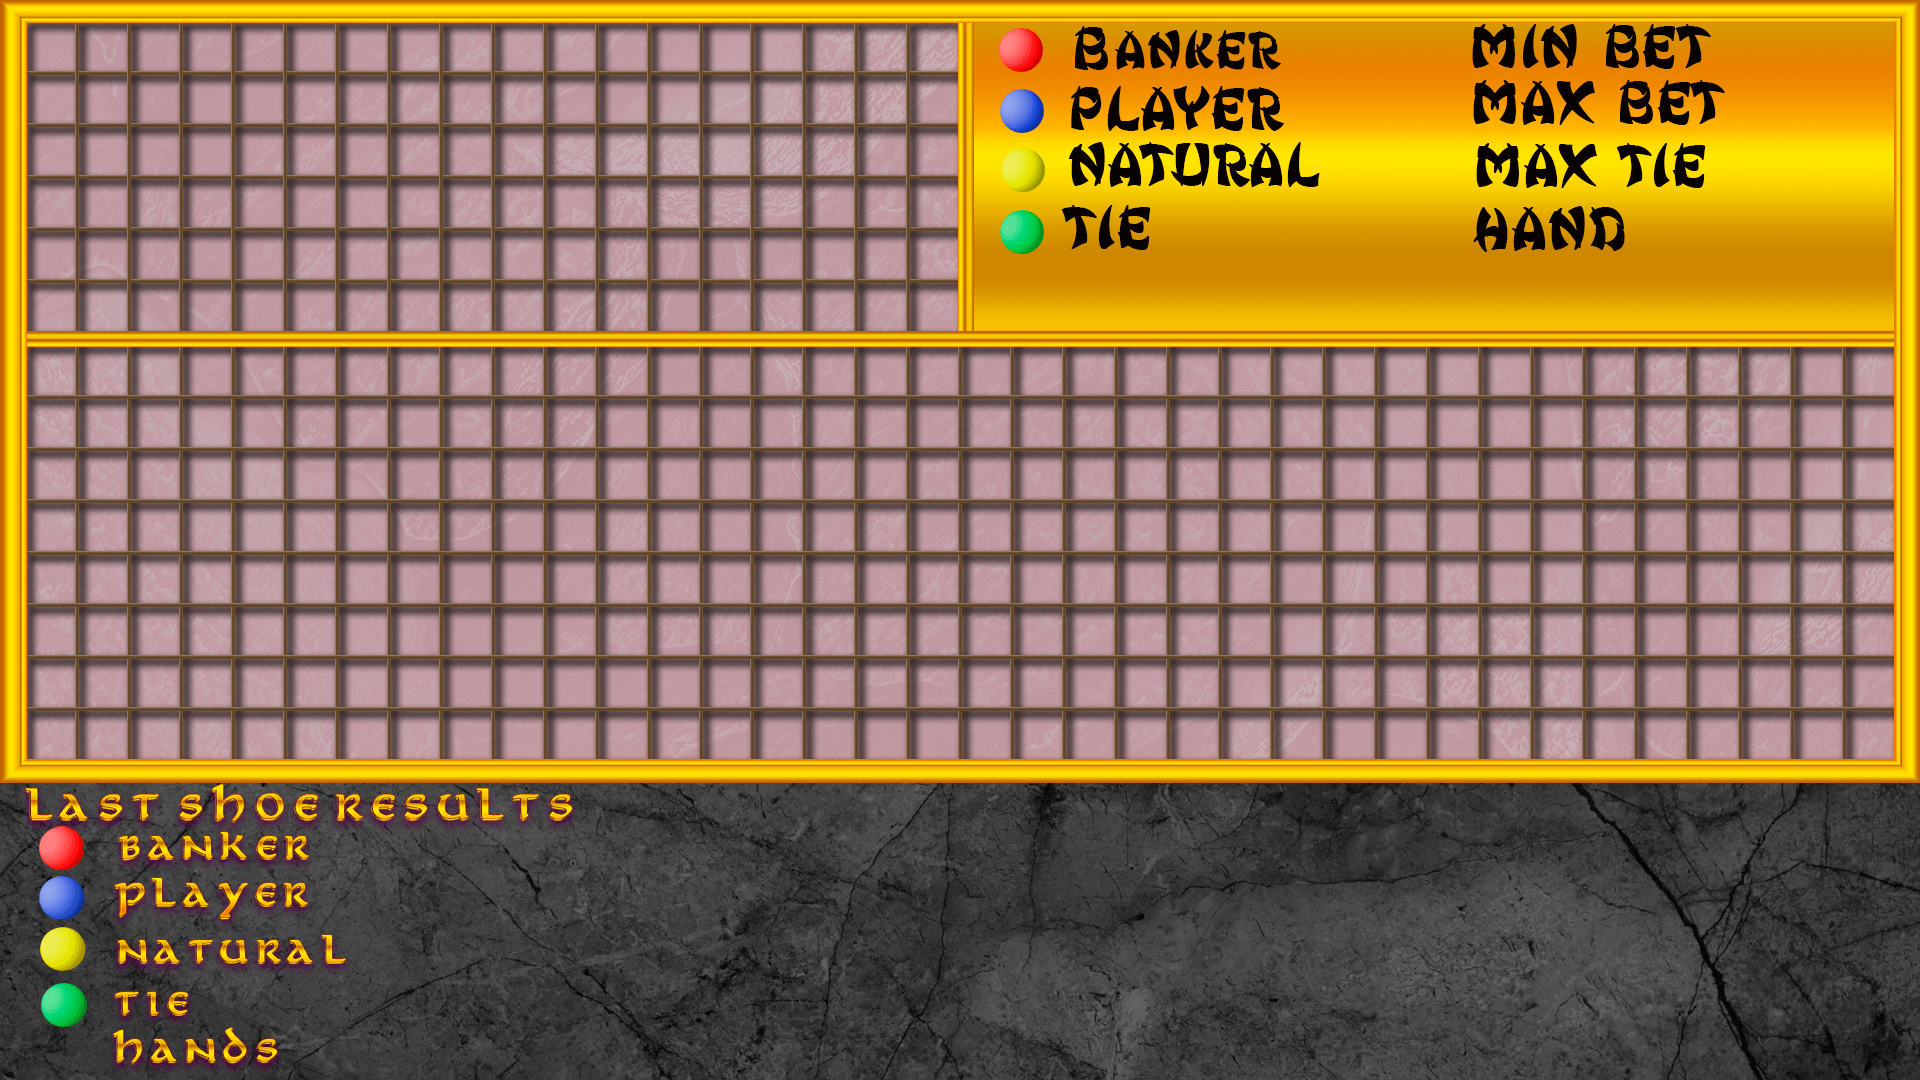 BANKER
PLAYER
NATURAL
TIE
MIN BET
MAX BET
MAX TIE
HAND
LAST SHOE RESULTS
BANKER
PLAYER
NATURAL
TIE
HANDS